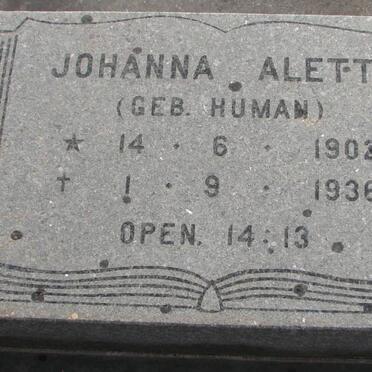 JOHANNA ALETT
(GEB. HUMAN)
* 14 · 6 · 1902
† 1 · 9 · 1936
OPEN. 14:13